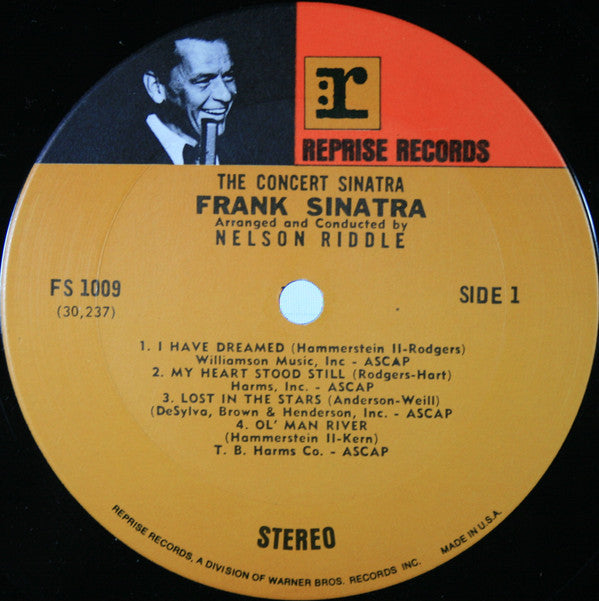 r
REPRISE RECORDS
THE CONCERT SINATRA
FRANK SINATRA
Arranged and Conducted by
NELSON RIDDLE
FS 1009
(30,237)
SIDE 1
1. I HAVE DREAMED (Hammerstein II-Rodgers)
Williamson Music, Inc - ASCAP
2. MY HEART STOOD STILL (Rodgers-Hart)
Harms, Inc. - ASCAP
3. LOST IN THE STARS (Anderson-Weill)
(DeSylva, Brown & Henderson, Inc. - ASCAP
4. OL' MAN RIVER
(Hammerstein II-Kern)
T. B. Harms Co. - ASCAP
STEREO
REPRISE RECORDS, A DIVISION OF WARNER BROS. RECORDS INC.
MADE IN U.S.A.